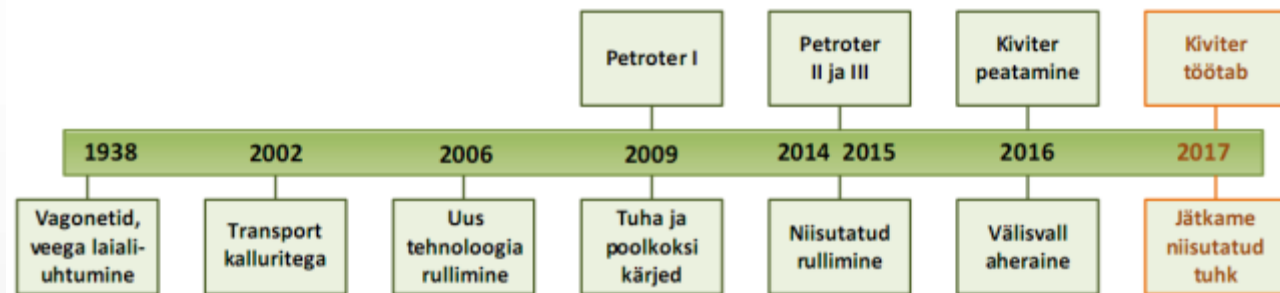 Petroter I
Petroter
II ja III
Kiviter
peatamine
Kiviter
töötab
1938
2002
2006
2009
2014 2015
2016
2017
Vagonetid,
veega laiali-
uhtumine
Transport
kalluritega
Uus
tehnoloogia
rullimine
Tuha ja
poolkoksi
kärjed
Niisutatud
rullimine
Välisvall
aheraine
Jätkame
niisutatud
tuhk